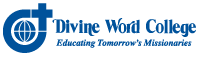 Divine Word College
Educating Tomorrow's Missionaries